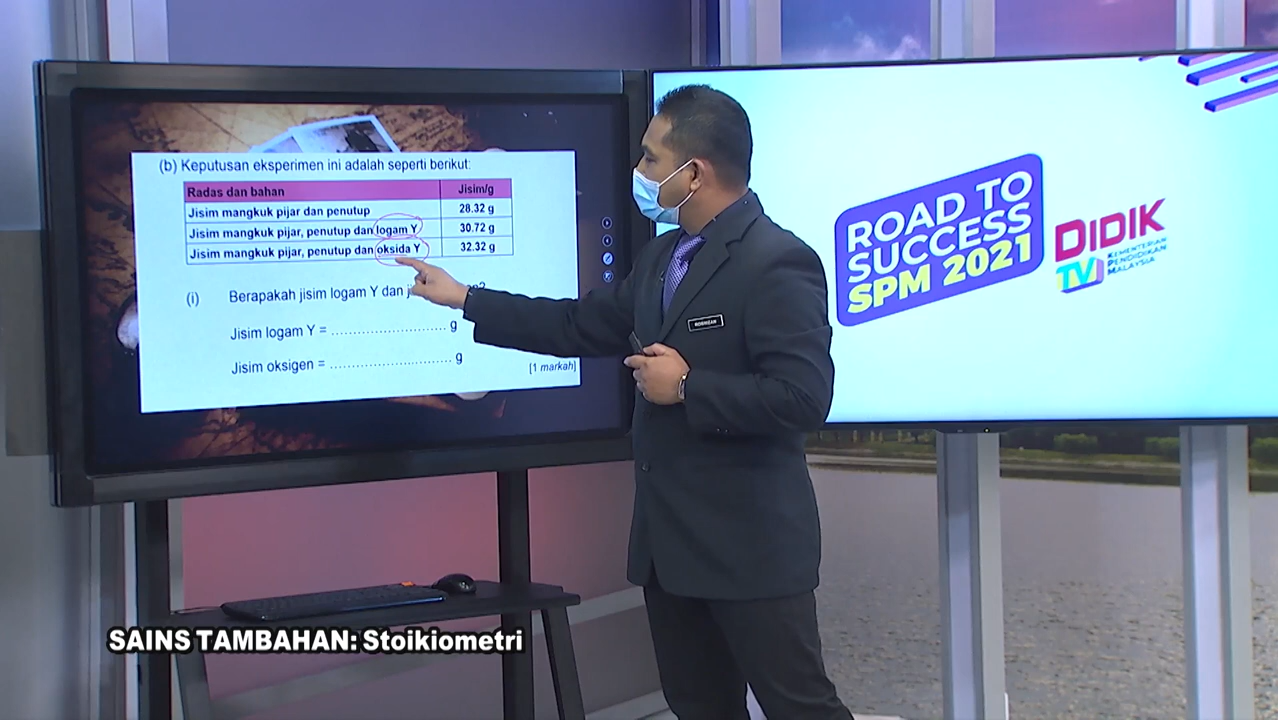 (b) Keputusan eksperimen ini adalah seperti berikut:
Radas dan bahan Jisim/g
Jisim mangkuk pijar dan penutup 28.32 g
Jisim mangkuk pijar, penutup dan logam Y 30.72 g
Jisim mangkuk pijar, penutup dan oksida Y 32.32 g
(i) Berapakah jisim logam Y dan
Jisim logam Y = .......................... g
Jisim oksigen = ............................ g
[1 markah]
ROAD TO
SUCCESS
SPM 2021
DIDIK
TV
KEMENTERIAN
PENDIDIKAN
MALAYSIA
SAINS TAMBAHAN: Stoikiometri